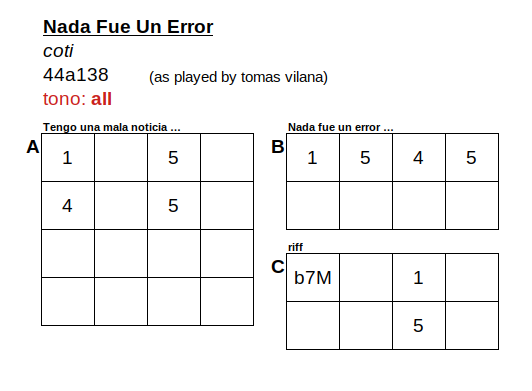 Nada Fue Un Error
coti
44a138 (as played by tomas vilana)
tono: all
Tengo una mala noticia ...
A
1 5
4 5
Nada fue un error ...
B
1 5 4 5
riff
C
b7M 1
5